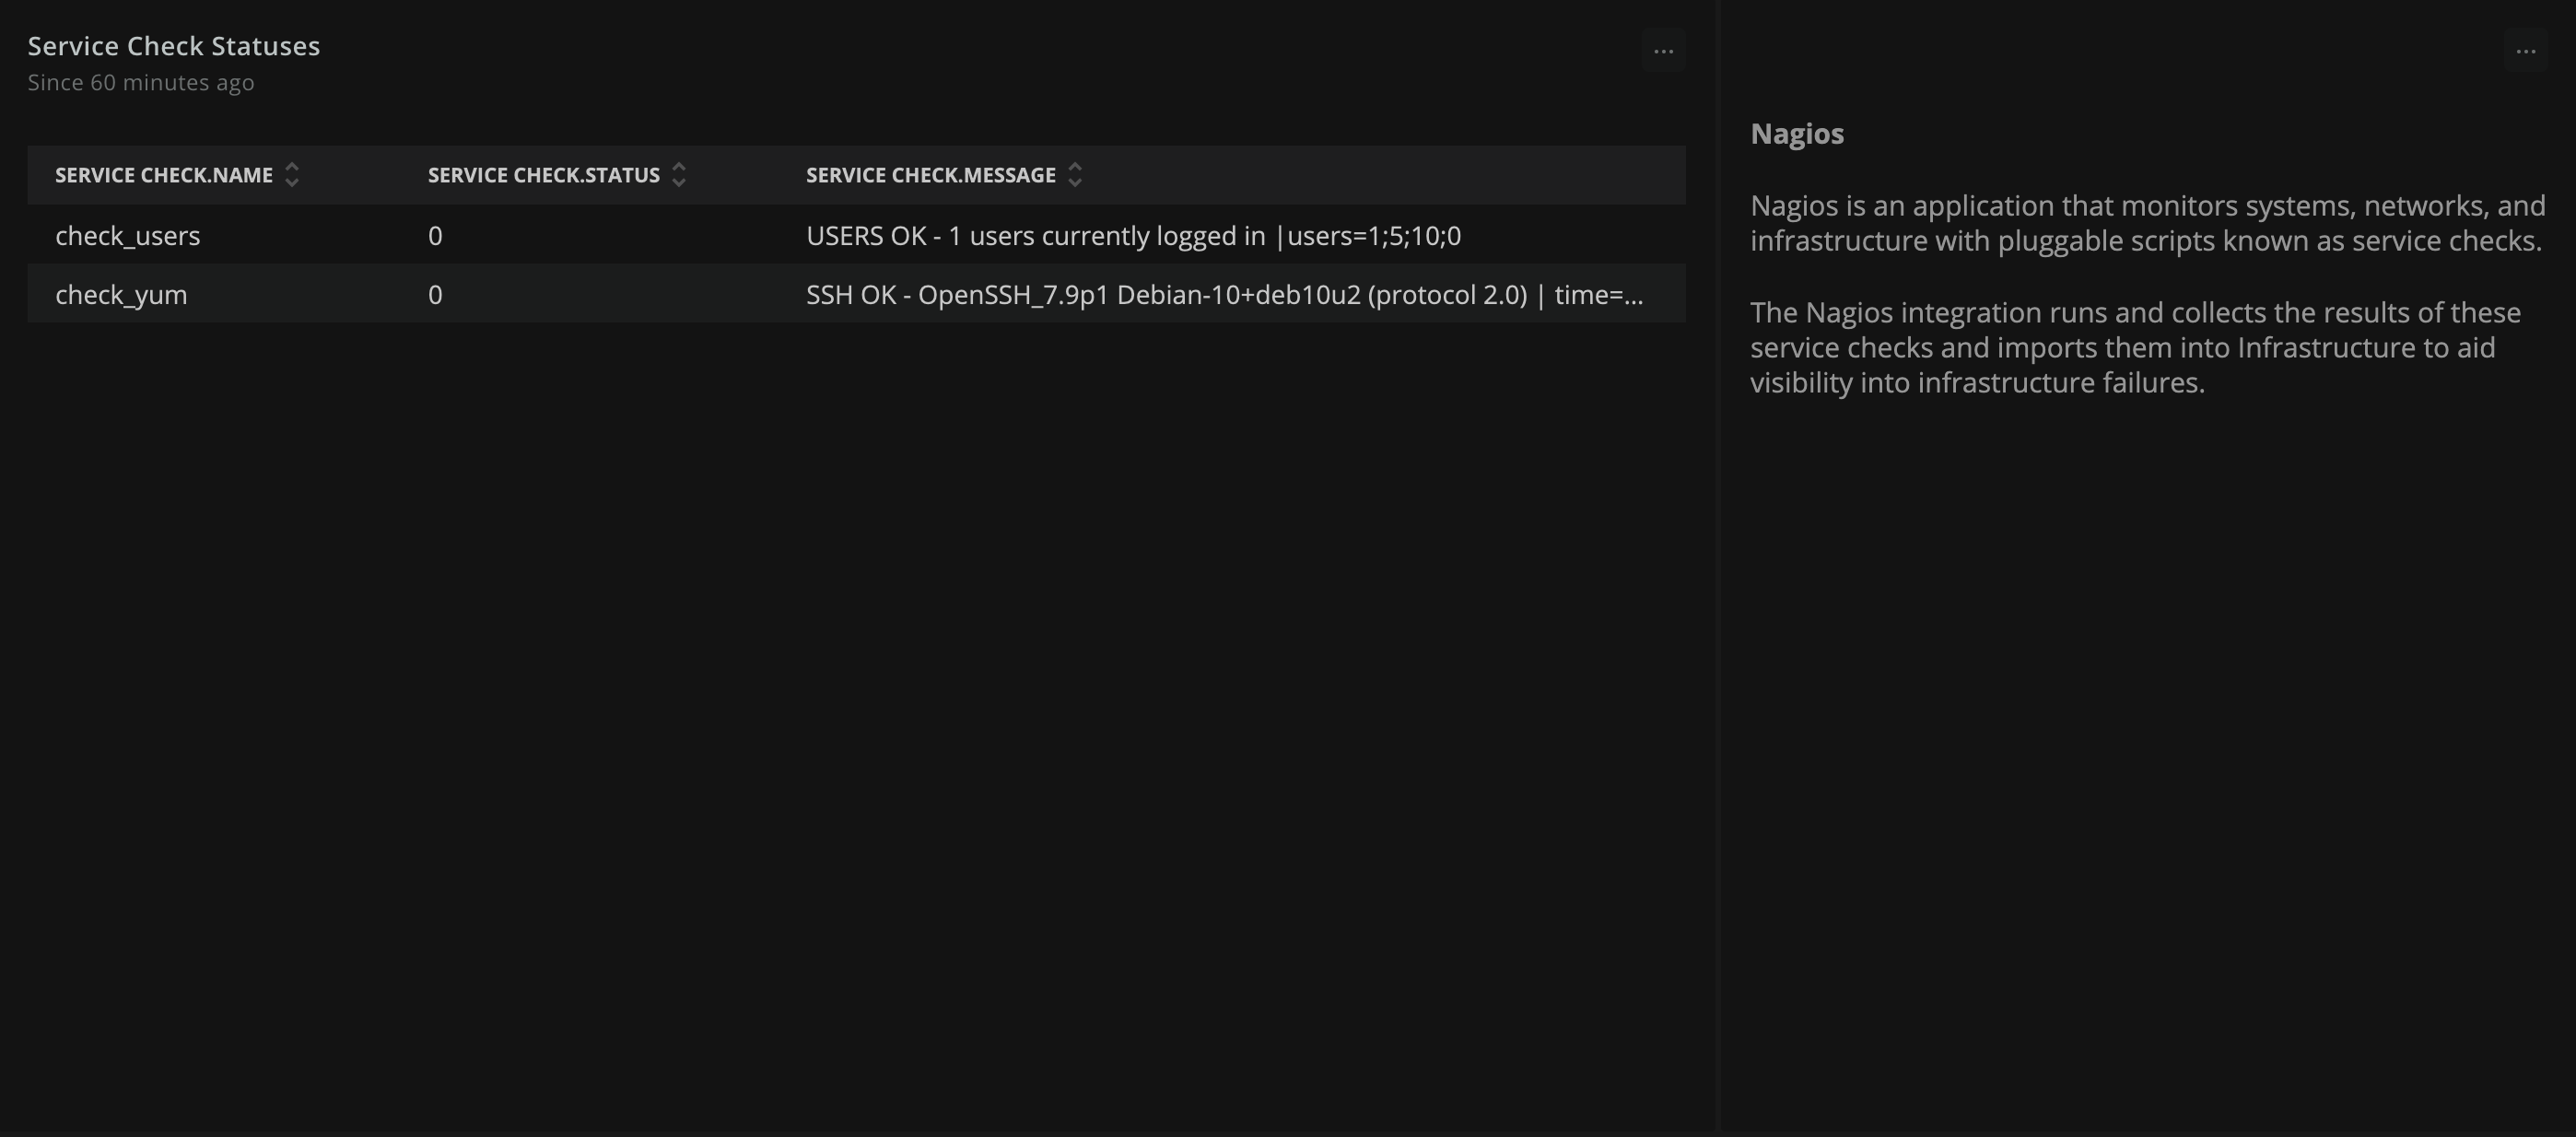 Service Check Statuses
Since 60 minutes ago
SERVICE CHECK.NAME SERVICE CHECK.STATUS SERVICE CHECK.MESSAGE
check_users 0 USERS OK - 1 users currently logged in |users=1;5;10;0
check_yum 0 SSH OK - OpenSSH_7.9p1 Debian-10+deb10u2 (protocol 2.0) | time=...
Nagios
Nagios is an application that monitors systems, networks, and
infrastructure with pluggable scripts known as service checks.
The Nagios integration runs and collects the results of these
service checks and imports them into Infrastructure to aid
visibility into infrastructure failures.